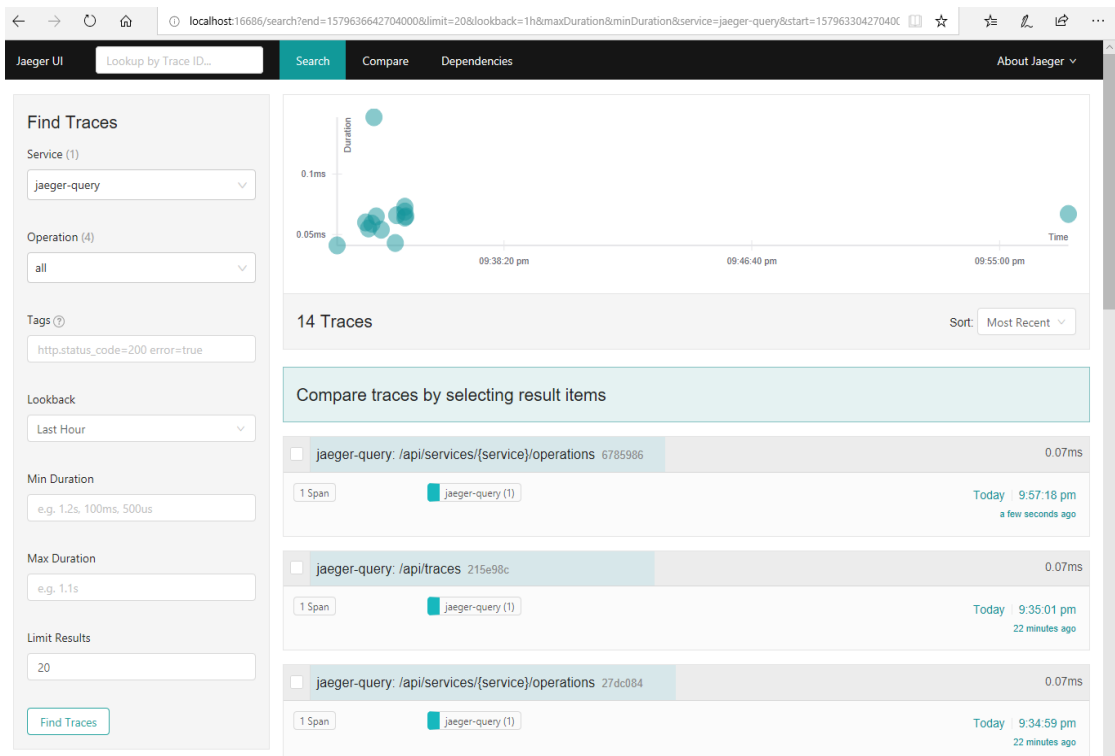 localhost:16686/search?end=1579636642704000&limit=20&lookback=1h&maxDuration&minDuration&service=jaeger-query&start=15796330427040
Jaeger UI
Lookup by Trace ID...
Search
Compare
Dependencies
About Jaeger
Find Traces
Service (1)
jaeger-query
Operation (4)
all
Tags
http.status_code=200 error=true
Lookback
Last Hour
Min Duration
e.g. 1.2s, 100ms, 500us
Max Duration
e.g. 1.1s
Limit Results
20
Find Traces
Duration
0.1ms
0.05ms
Time
09:38:20 pm
09:46:40 pm
09:55:00 pm
14 Traces
Sort:
Most Recent
Compare traces by selecting result items
jaeger-query: /api/services/{service}/operations 6785986
0.07ms
1 Span
jaeger-query (1)
Today
9:57:18 pm
a few seconds ago
jaeger-query: /api/traces 215e98c
0.07ms
1 Span
jaeger-query (1)
Today
9:35:01 pm
22 minutes ago
jaeger-query: /api/services/{service}/operations 27dc084
0.07ms
1 Span
jaeger-query (1)
Today
9:34:59 pm
22 minutes ago